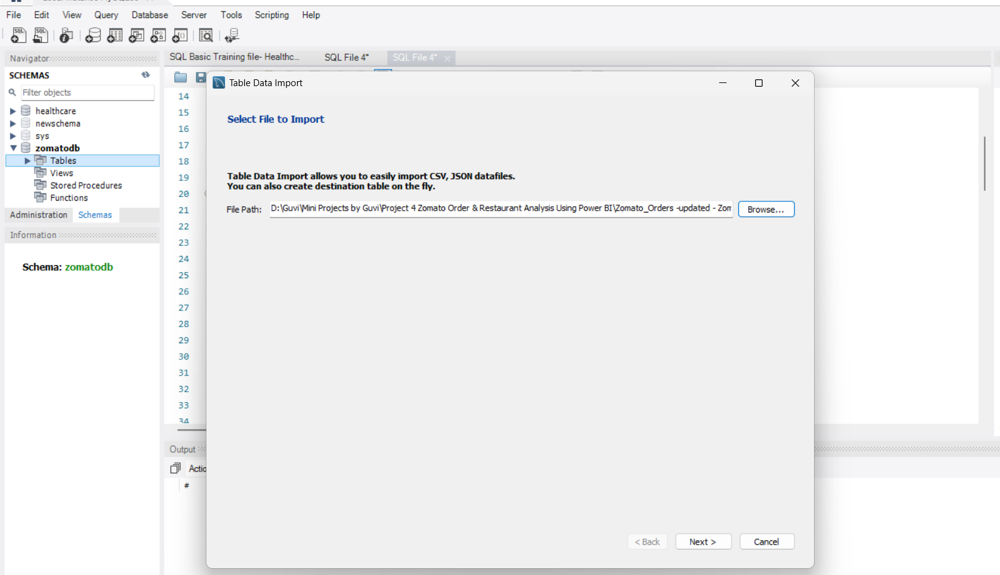 File Edit View Query Database Server Tools Scripting Help
SQL SQL
Navigator
SQL Basic Training file- Healthc... SQL File 4* SQL File 4*
SCHEMAS
Filter objects
healthcare
newschema
sys
zomatodb
Tables
Views
Stored Procedures
Functions
Administration Schemas
Information
Schema: zomatodb
14
15
16
17
18
19
20
21
22
23
24
25
26
27
28
29
30
31
32
33
34
Table Data Import
Select File to Import
Table Data Import allows you to easily import CSV, JSON datafiles.
You can also create destination table on the fly.
File Path: D:\Guvi\Mini Projects by Guvi\Project 4 Zomato Order & Restaurant Analysis Using Power BI\Zomato_Orders -updated - Zom
Browse...
< Back Next > Cancel
Output
Actio
#